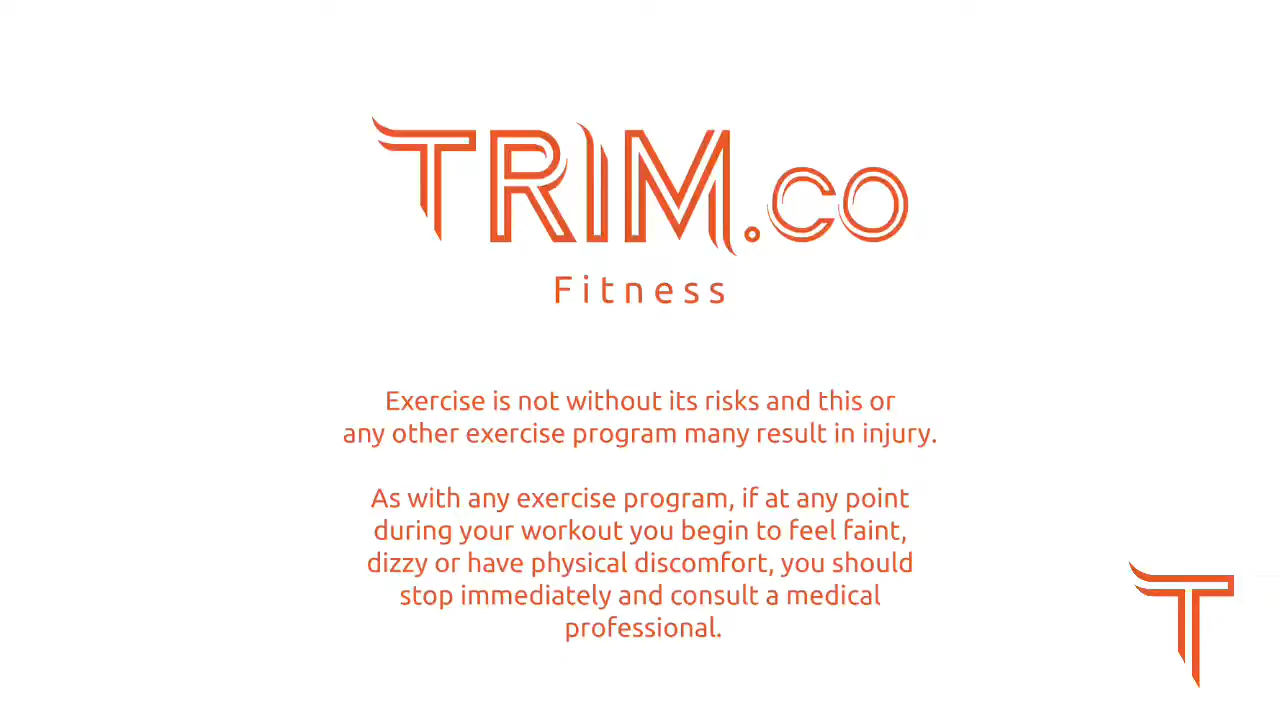 TRIM.co
Fitness
Exercise is not without its risks and this or
any other exercise program many result in injury.
As with any exercise program, if at any point
during your workout you begin to feel faint,
dizzy or have physical discomfort, you should
stop immediately and consult a medical
professional.
T